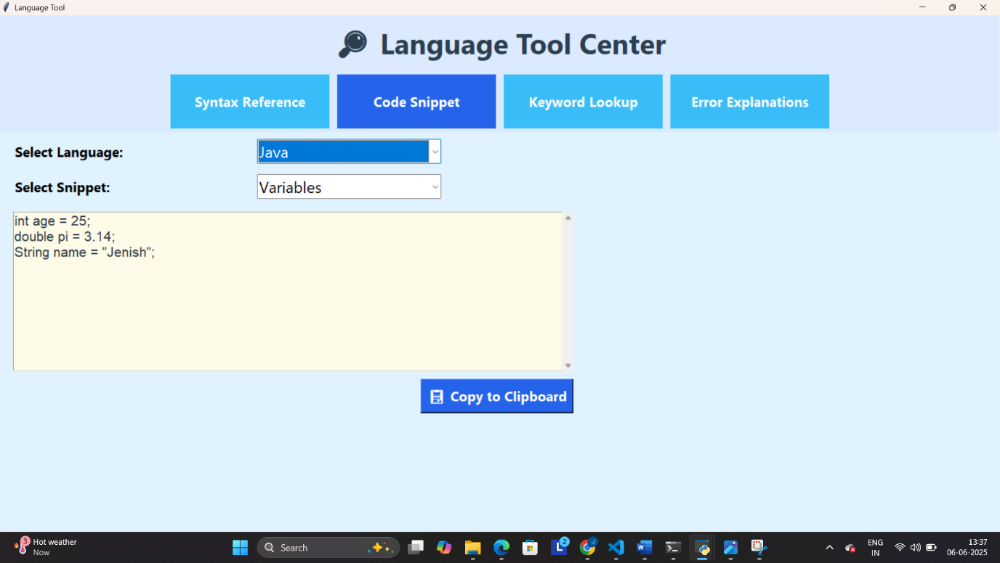 Language Tool
Language Tool Center
Syntax Reference
Code Snippet
Keyword Lookup
Error Explanations
Select Language:
Java
Select Snippet:
Variables
int age = 25;
double pi = 3.14;
String name = "Jenish";
Copy to Clipboard
3
Hot weather
Now
Search
L
2
J
W
ENG
IN
13:37
06-06-2025